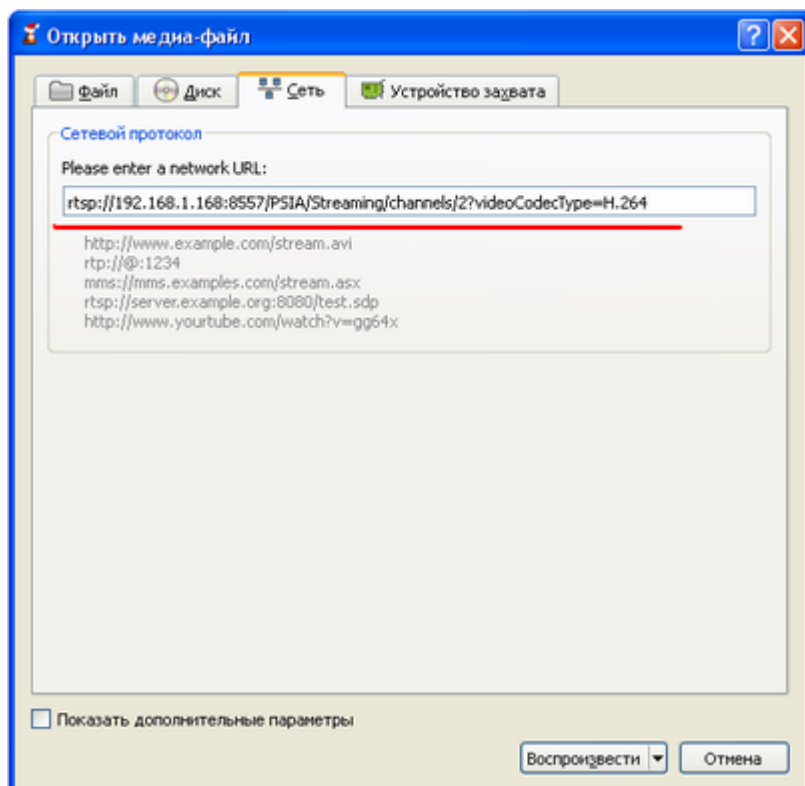 Открыть медиа-файл
Файл
Диск
Сеть
Устройство захвата
Сетевой протокол
Please enter a network URL:
rtsp://192.168.1.168:8557/PSIA/Streaming/channels/2?videoCodecType=H.264
http://www.example.com/stream.avi
rtp://@:1234
mms://mms.examples.com/stream.asx
rtsp://server.example.org:8080/test.sdp
http://www.yourtube.com/watch?v=gg64x
Показать дополнительные параметры
Воспроизвести
Отмена